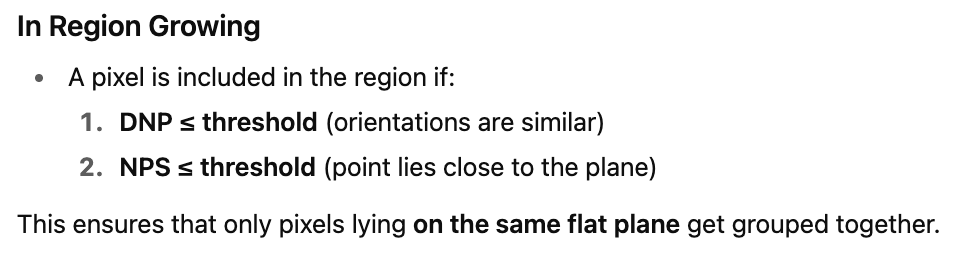 In Region Growing
• A pixel is included in the region if:
1. DNP ≤ threshold (orientations are similar)
2. NPS ≤ threshold (point lies close to the plane)
This ensures that only pixels lying on the same flat plane get grouped together.